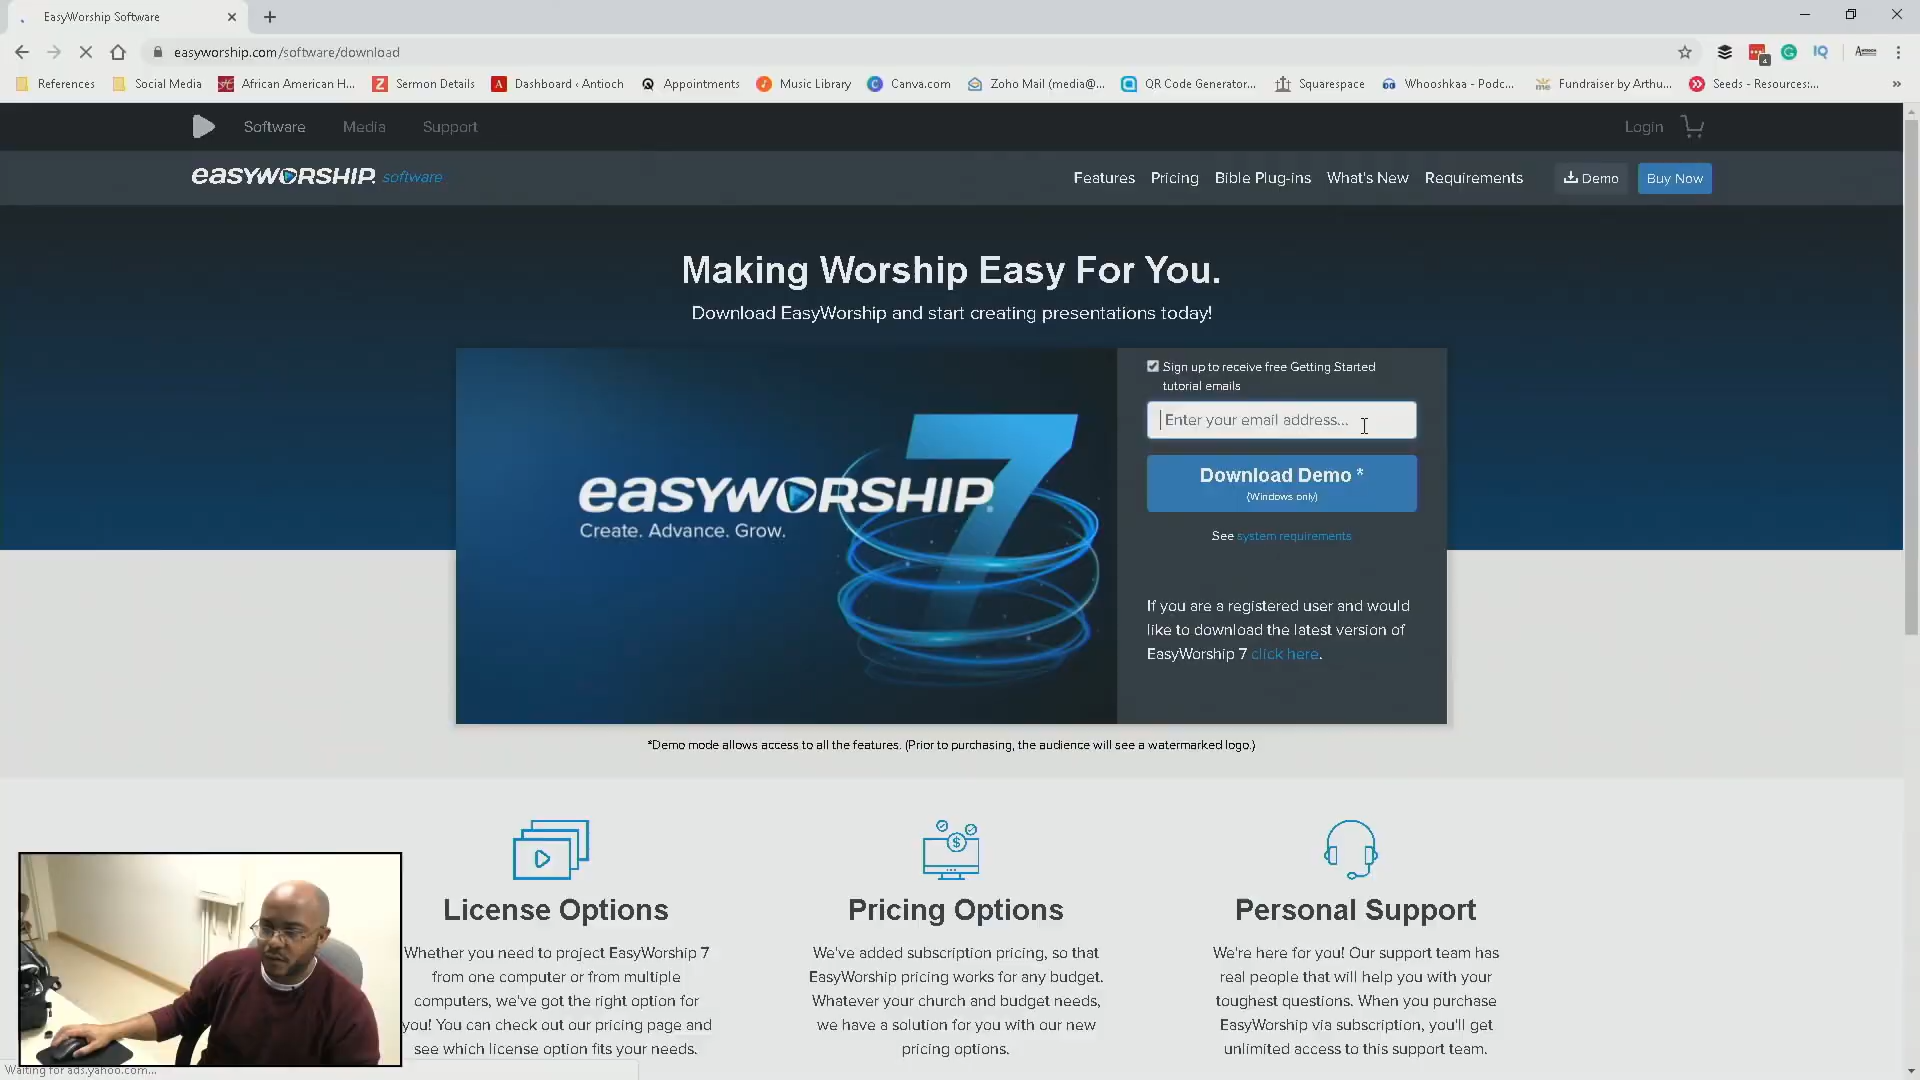 EasyWorship Software
easyworship.com/software/download
References Social Media African American H... Sermon Details Dashboard ‹ Antioch Appointments Music Library Canva.com Zoho Mail (media@... QR Code Generator... Squarespace Whooshkaa - Podc... Fundraiser by Arthu... Seeds - Resources:... »
Software Media Support Login
easyworship. software Features Pricing Bible Plug-ins What's New Requirements Demo Buy Now
Making Worship Easy For You.
Download EasyWorship and start creating presentations today!
Sign up to receive free Getting Started
tutorial emails
Enter your email address...
Download Demo *
(Windows only)
See system requirements
easyworship. 7
Create. Advance. Grow.
If you are a registered user and would
like to download the latest version of
EasyWorship 7 click here.
*Demo mode allows access to all the features. (Prior to purchasing, the audience will see a watermarked logo.)
License Options
Whether you need to project EasyWorship 7
from one computer or from multiple
computers, we've got the right option for
you! You can check out our pricing page and
see which license option fits your needs.
Pricing Options
We've added subscription pricing, so that
EasyWorship pricing works for any budget.
Whatever your church and budget needs,
we have a solution for you with our new
pricing options.
Personal Support
We're here for you! Our support team has
real people that will help you with your
toughest questions. When you purchase
EasyWorship via subscription, you'll get
unlimited access to this support team.
Waiting for ads.yahoo.com...